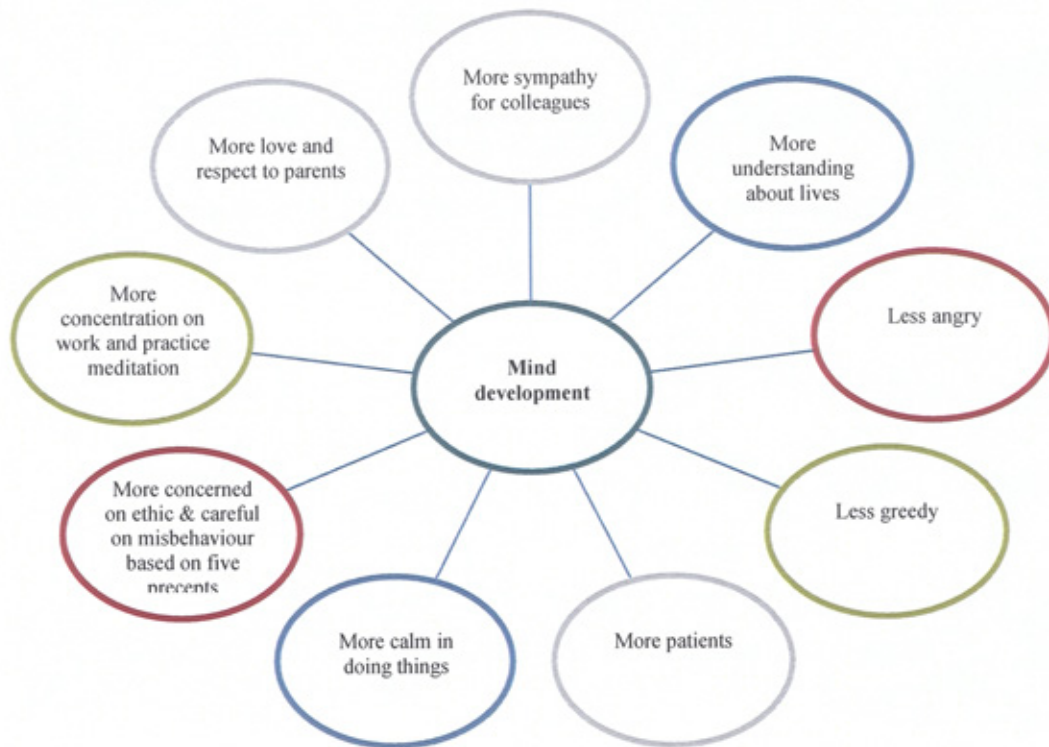 More sympathy
for colleagues
More love and
respect to parents
More
understanding
about lives
More
concentration on
work and practice
meditation
Less angry
Mind
development
More concerned
on ethic & careful
on misbehaviour
based on five
precents
Less greedy
More calm in
doing things
More patients